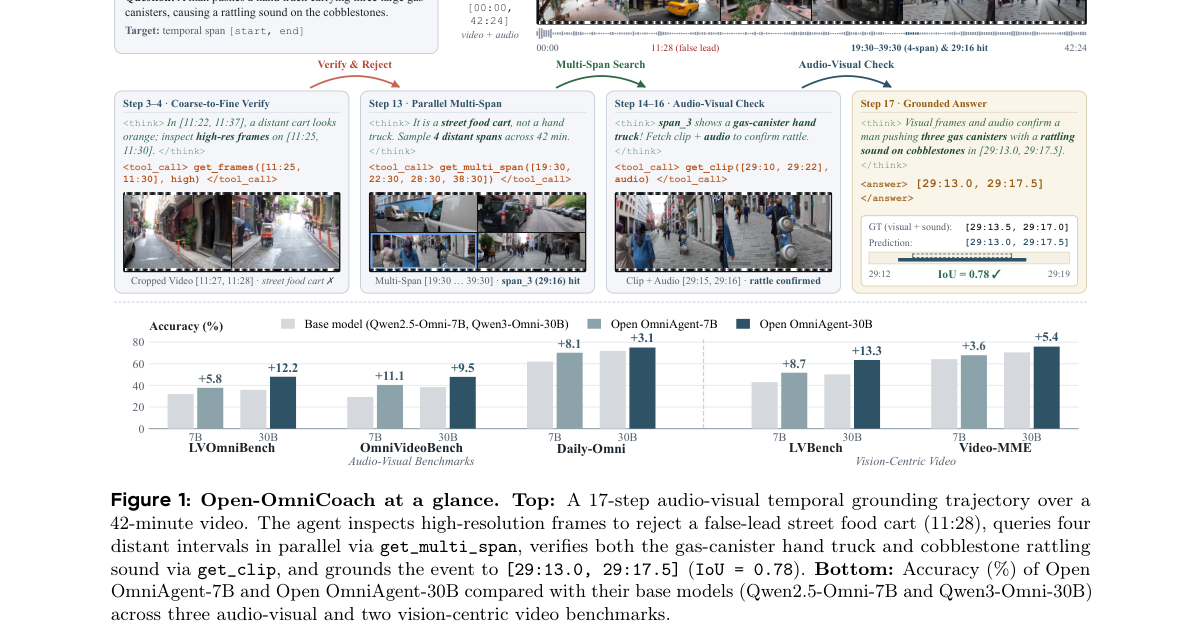 canisters, causing a rattling sound on the cobblestones.
Target: temporal span [start, end]
[00:00,
42:24]
video + audio
00:00
11:28 (false lead)
19:30–39:30 (4-span) & 29:16 hit
42:24
Verify & Reject
Multi-Span Search
Audio-Visual Check
Step 3–4 · Coarse-to-Fine Verify
<think> In [11:22, 11:37], a distant cart looks
orange; inspect high-res frames on [11:25,
11:30]. </think>
<tool_call> get_frames([11:25,
11:30], high) </tool_call>
Cropped Video [11:27, 11:28] · street food cart ✗
Step 13 · Parallel Multi-Span
<think> It is a street food cart, not a hand
truck. Sample 4 distant spans across 42 min.
</think>
<tool_call> get_multi_span([19:30,
22:30, 28:30, 38:30]) </tool_call>
Multi-Span [19:30 … 39:30] · span_3 (29:16) hit
Step 14–16 · Audio-Visual Check
<think> span_3 shows a gas-canister hand
truck! Fetch clip + audio to confirm rattle.
</think>
<tool_call> get_clip([29:10, 29:22],
audio) </tool_call>
Clip + Audio [29:15, 29:16] · rattle confirmed
Step 17 · Grounded Answer
<think> Visual frames and audio confirm a
man pushing three gas canisters with a rattling
sound on cobblestones in [29:13.0, 29:17.5].
</think>
<answer> [29:13.0, 29:17.5]
</answer>
GT (visual + sound): [29:13.5, 29:17.0]
Prediction: [29:13.0, 29:17.5]
29:12 IoU = 0.78 ✓ 29:19
Accuracy (%)
Base model (Qwen2.5-Omni-7B, Qwen3-Omni-30B)
Open OmniAgent-7B
Open OmniAgent-30B
80
60
40
20
0
+5.8
+12.2
+11.1
+9.5
+8.1
+3.1
+8.7
+13.3
+3.6
+5.4
7B 30B 7B 30B 7B 30B 7B 30B 7B 30B
LVOmniBench OmniVideoBench Daily-Omni LVBench Video-MME
Audio-Visual Benchmarks Vision-Centric Video
Figure 1: Open-OmniCoach at a glance. Top: A 17-step audio-visual temporal grounding trajectory over a
42-minute video. The agent inspects high-resolution frames to reject a false-lead street food cart (11:28), queries four
distant intervals in parallel via get_multi_span, verifies both the gas-canister hand truck and cobblestone rattling
sound via get_clip, and grounds the event to [29:13.0, 29:17.5] (IoU = 0.78). Bottom: Accuracy (%) of Open
OmniAgent-7B and Open OmniAgent-30B compared with their base models (Qwen2.5-Omni-7B and Qwen3-Omni-30B)
across three audio-visual and two vision-centric video benchmarks.